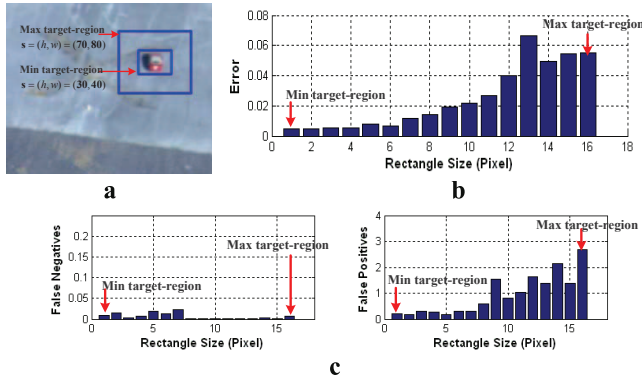 Max target-region
s = (h, w) = (70,80)
Min target-region
s = (h, w) = (30,40)
a
Error
0.08
0.06
0.04
0.02
0
Max target-region
Min target-region
0 2 4 6 8 10 12 14 16 18
Rectangle Size (Pixel)
b
False Negatives
0.2
0.15
0.1
0.05
0
Max target-region
Min target-region
0 5 10 15
Rectangle Size (Pixel)
False Positives
4
3
2
1
0
Max target-region
Min target-region
0 5 10 15
Rectangle Size (Pixel)
c